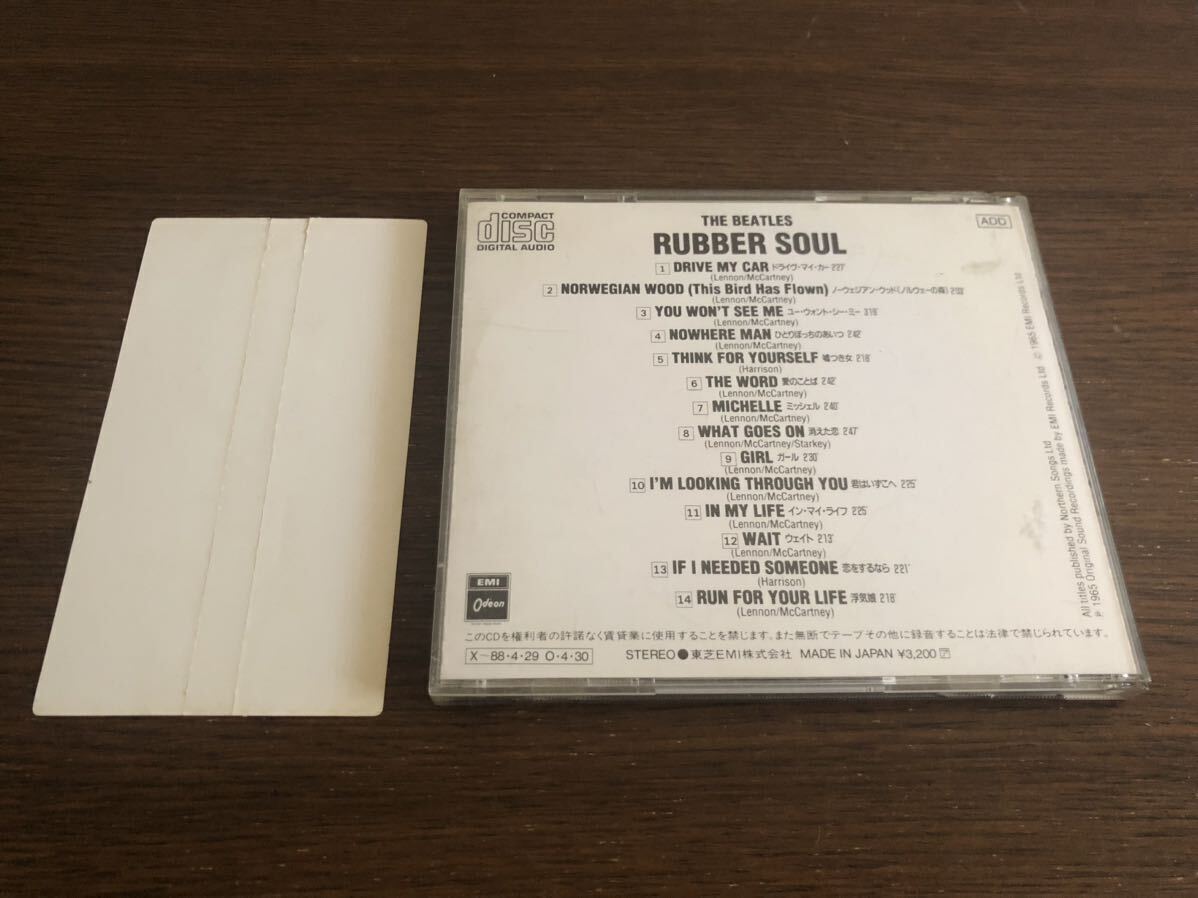 COMPACT
disc
DIGITAL AUDIO
THE BEATLES
RUBBER SOUL
ADD
1 DRIVE MY CAR ドライヴ・マイ・カー 2'27"
(Lennon/McCartney)
2 NORWEGIAN WOOD (This Bird Has Flown) ノーウェジアン・ウッド(ノルウェーの森)
(Lennon/McCartney)
3 YOU WON'T SEE ME ユー・ウォント・シー・ミー 3'19"
(Lennon/McCartney)
4 NOWHERE MAN ひとりぼっちのあいつ 2'42"
(Lennon/McCartney)
5 THINK FOR YOURSELF 嘘つき女 2'18"
(Harrison)
6 THE WORD 愛のことば 2'42"
(Lennon/McCartney)
7 MICHELLE ミッシェル 2'40"
(Lennon/McCartney)
8 WHAT GOES ON 消えた恋 2'47"
(Lennon/McCartney/Starkey)
9 GIRL ガール 2'30"
(Lennon/McCartney)
10 I'M LOOKING THROUGH YOU 君はいずこへ 2'25"
(Lennon/McCartney)
11 IN MY LIFE イン・マイ・ライフ 2'25"
(Lennon/McCartney)
12 WAIT ウェイト 2'13"
(Lennon/McCartney)
13 IF I NEEDED SOMEONE 恋をするなら 2'21"
(Harrison)
14 RUN FOR YOUR LIFE 浮気娘 2'18"
(Lennon/McCartney)
EMI
Odeon
このCDを権利者の許諾なく賃貸業に使用することを禁じます。また無断でテープその他に録音することは法律で禁じられています。
X-88・4・29 O・4・30
STEREO●東芝EMI株式会社 MADE IN JAPAN ¥3,200
All titles published by Northern Songs Ltd
℗ 1965 Original Sound Recordings made by EMI Records Ltd © 1965 EMI Records Ltd